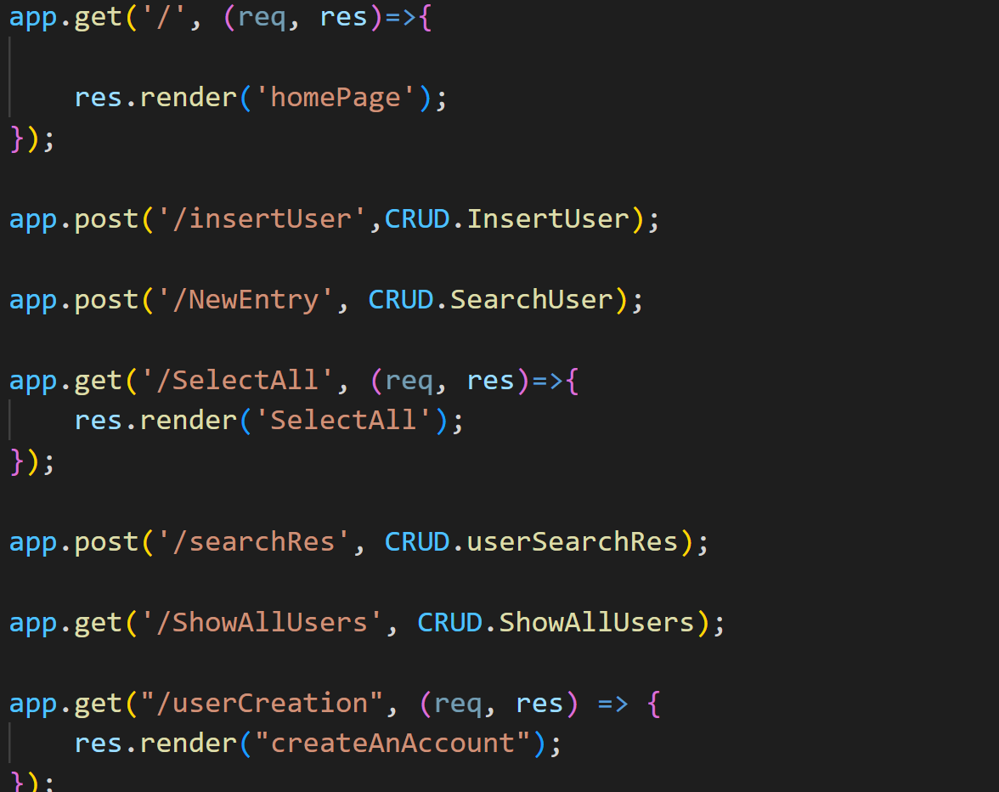 app.get('/', (req, res)=>{
    res.render('homePage');
});
app.post('/insertUser',CRUD.InsertUser);
app.post('/NewEntry', CRUD.SearchUser);
app.get('/SelectAll', (req, res)=>{
    res.render('SelectAll');
});
app.post('/searchRes', CRUD.userSearchRes);
app.get('/ShowAllUsers', CRUD.ShowAllUsers);
app.get("/userCreation", (req, res) => {
    res.render("createAnAccount");
});